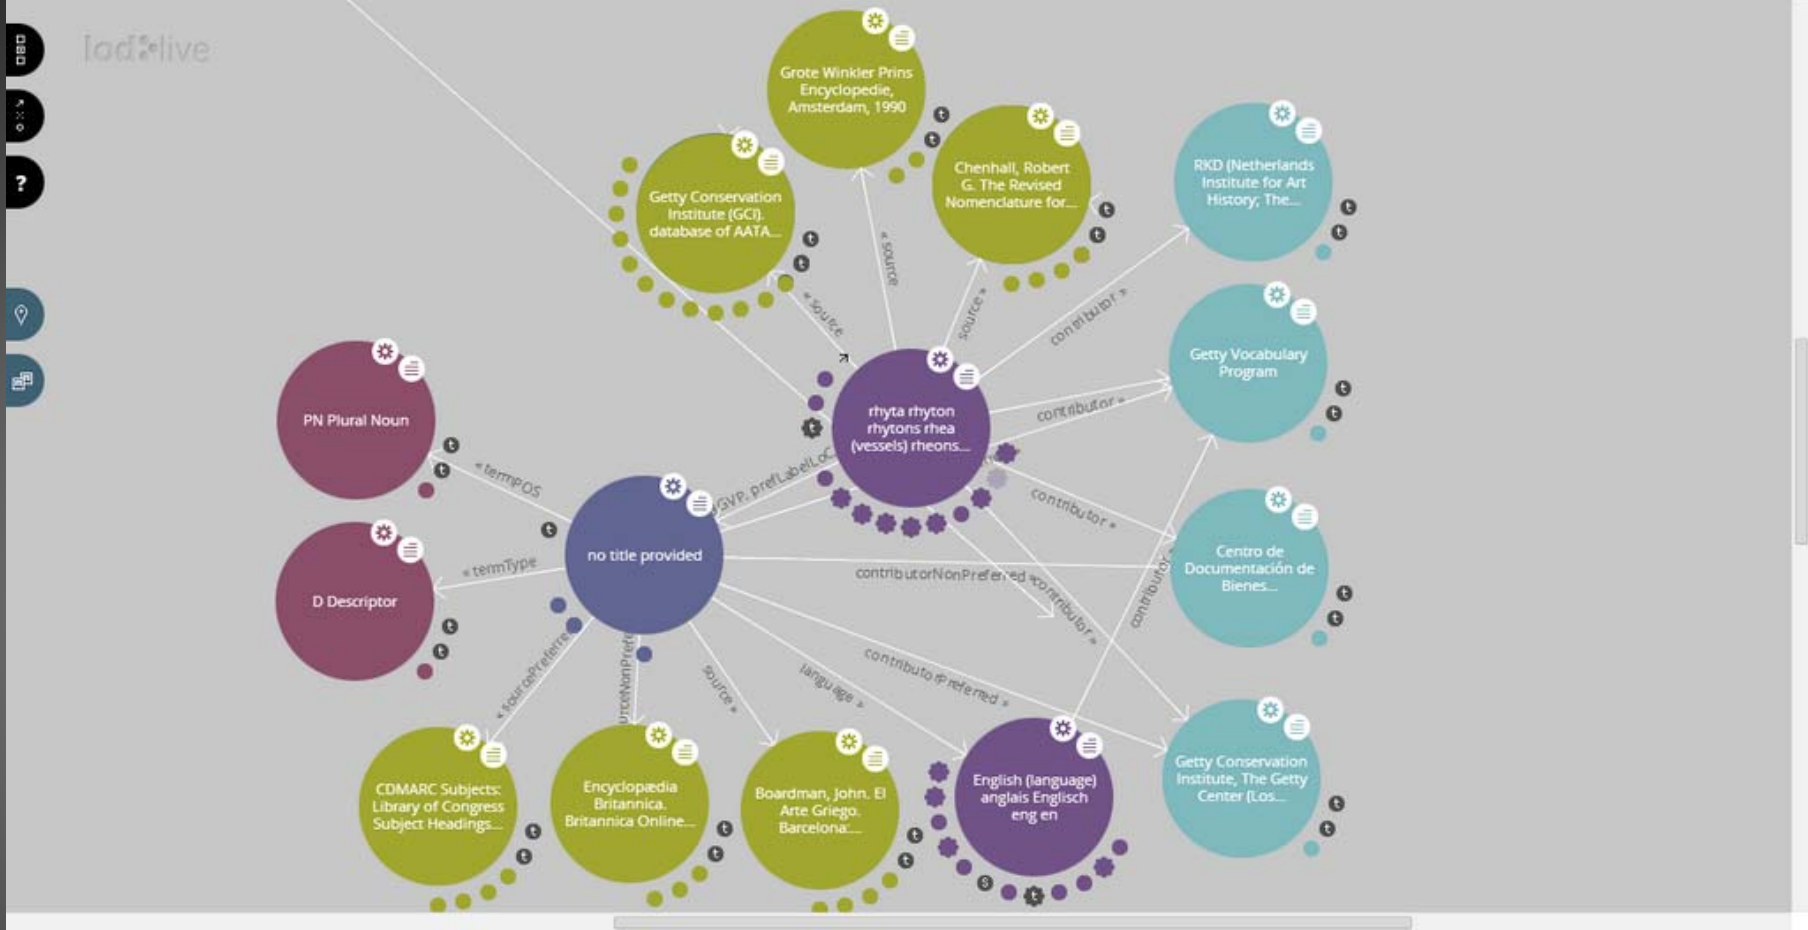 lod live
Grote Winkler Prins
Encyclopedie,
Amsterdam, 1990
Getty Conservation
Institute (GCI).
database of AATA...
Chenhall, Robert
G. The Revised
Nomenclature for...
RKD (Netherlands
Institute for Art
History; The...
?
« source
« source
source »
contributor »
Getty Vocabulary
Program
PN Plural Noun
rhyta rhyton
rhytons rhea
(vessels) rheons...
contributor »
« termPOS
GVP, prefLabelLoC
contributor »
no title provided
Centro de
Documentación de
Bienes...
« termType
D Descriptor
contributorNonPreferred »
contributor »
contributor »
« sourcePreferre
urceNonPrefe
source »
language »
contributorPreferred »
CDMARC Subjects:
Library of Congress
Subject Headings...
Encyclopædia
Britannica.
Britannica Online...
Boardman, John. El
Arte Griego.
Barcelona:...
English (language)
anglais Englisch
eng en
Getty Conservation
Institute, The Getty
Center (Los...